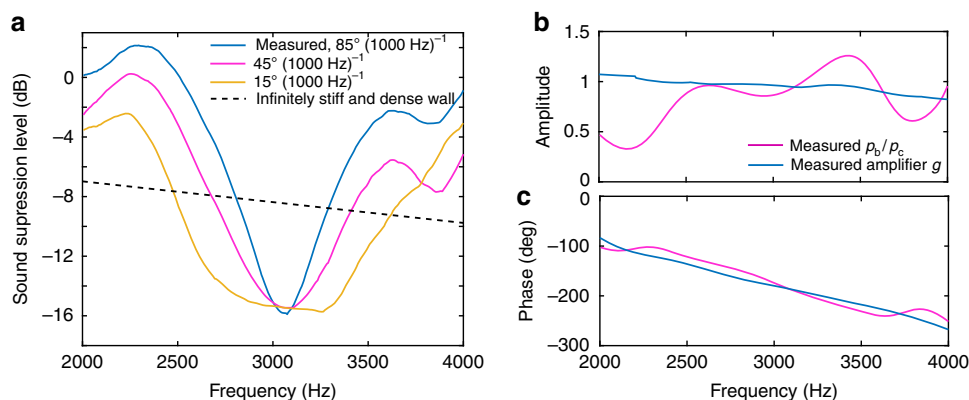 a
Measured, 85° (1000 Hz)⁻¹
45° (1000 Hz)⁻¹
15° (1000 Hz)⁻¹
Infinitely stiff and dense wall
Sound supression level (dB)
0
−4
−8
−12
−16
2000
2500
3000
3500
4000
Frequency (Hz)
b
Amplitude
1.5
1
0.5
0
Measured p_b/p_c
Measured amplifier g
c
Phase (deg)
0
−100
−200
−300
2000
2500
3000
3500
4000
Frequency (Hz)